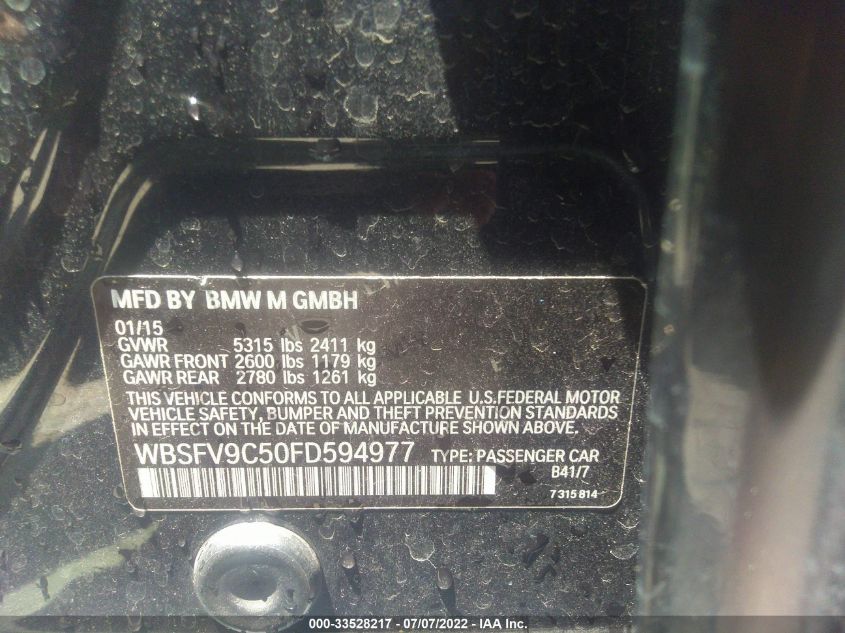 MFD BY BMW M GMBH
01/15
GVWR 5315 lbs 2411 kg
GAWR FRONT 2600 lbs 1179 kg
GAWR REAR 2780 lbs 1261 kg
THIS VEHICLE CONFORMS TO ALL APPLICABLE U.S.FEDERAL MOTOR
VEHICLE SAFETY, BUMPER AND THEFT PREVENTION STANDARDS
IN EFFECT ON THE DATE OF MANUFACTURE SHOWN ABOVE.
WBSFV9C50FD594977 TYPE: PASSENGER CAR
B41/7
7 315 814
000-33528217 - 07/07/2022 - IAA Inc.